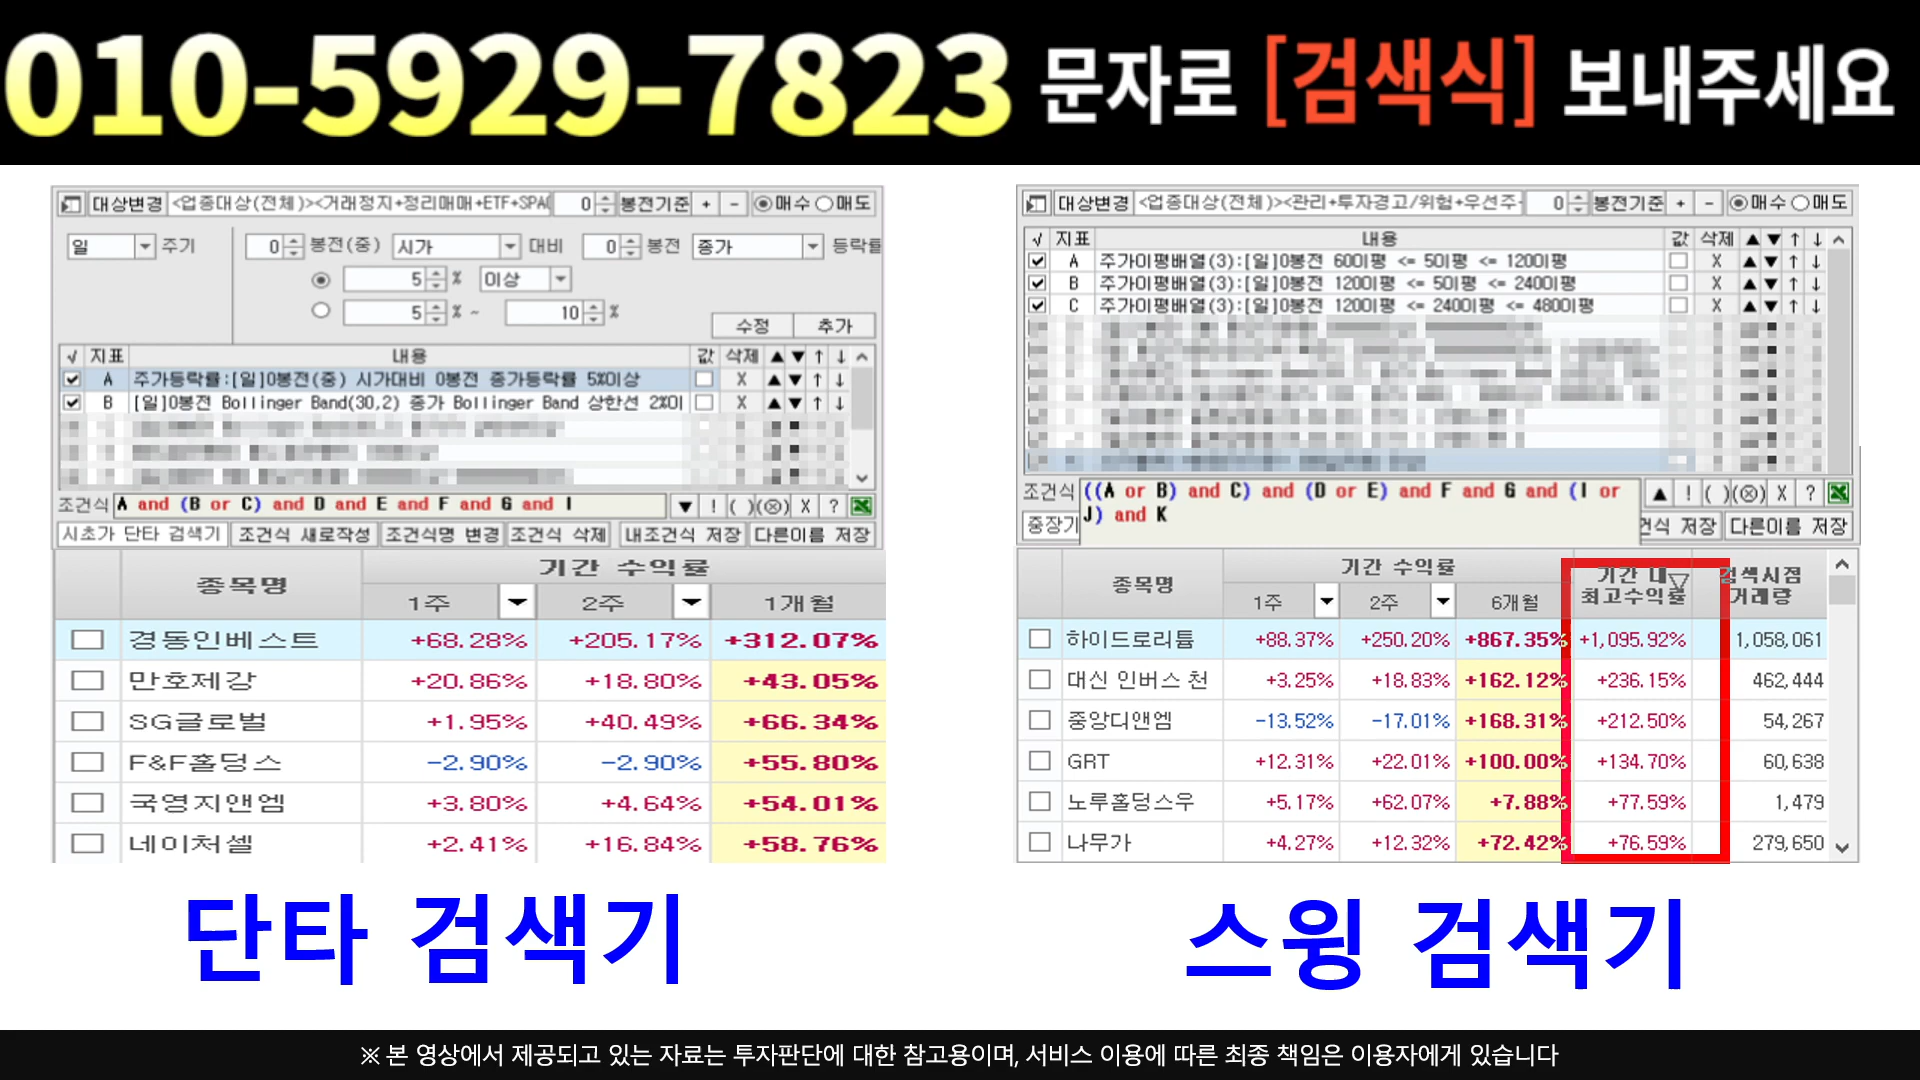 010-5929-7823 문자로 [검색식] 보내주세요
대상변경 <업종대상(전체)><거래정지+정리매매+ETF+SPA 0 봉전기준 + - 매수 매도
일 주기 0 봉전(중) 시가 대비 0 봉전 종가 등락률
5 % 이상
5 % ~ 10 %
수정 추가
√ 지표 내용 값 삭제 ▲ ▼ ↑ ↓
A 주가등락률:[일]0봉전(중) 시가대비 0봉전 종가등락률 5%이상 X ▲ ▼ ↑ ↓
B [일]0봉전 Bollinger Band(30,2) 종가 Bollinger Band 상한선 2%이 X ▲ ▼ ↑ ↓
조건식 A and (B or C) and D and E and F and G and I ▼ ! ( )(⊗) X ?
시초가 단타 검색기 조건식 새로작성 조건식명 변경 조건식 삭제 내조건식 저장 다른이름 저장
종목명 기간 수익률
1주 2주 1개월
경동인베스트 +68.28% +205.17% +312.07%
만호제강 +20.86% +18.80% +43.05%
SG글로벌 +1.95% +40.49% +66.34%
F&F홀딩스 -2.90% -2.90% +55.80%
국영지앤엠 +3.80% +4.64% +54.01%
네이처셀 +2.41% +16.84% +58.76%
단타 검색기
대상변경 <업종대상(전체)><관리+투자경고/위험+우선주+ 0 봉전기준 + - 매수 매도
√ 지표 내용 값 삭제 ▲ ▼ ↑ ↓
A 주가이평배열(3):[일]0봉전 60이평 <= 5이평 <= 120이평 X ▲ ▼ ↑ ↓
B 주가이평배열(3):[일]0봉전 120이평 <= 5이평 <= 240이평 X ▲ ▼ ↑ ↓
C 주가이평배열(3):[일]0봉전 120이평 <= 240이평 <= 480이평 X ▲ ▼ ↑ ↓
조건식 ((A or B) and C) and (D or E) and F and G and (I or ▲ ! ( )(⊗) X ?
중장기 J) and K 건식 저장 다른이름 저장
종목명 기간 수익률 기간 내 최고수익률 검색시점 거래량
1주 2주 6개월
하이드로리튬 +88.37% +250.20% +867.35% +1,095.92% 1,058,061
대신 인버스 천 +3.25% +18.83% +162.12% +236.15% 462,444
중앙디앤엠 -13.52% -17.01% +168.31% +212.50% 54,267
GRT +12.31% +22.01% +100.00% +134.70% 60,638
노루홀딩스우 +5.17% +62.07% +7.88% +77.59% 1,479
나무가 +4.27% +12.32% +72.42% +76.59% 279,650
스윙 검색기
※ 본 영상에서 제공되고 있는 자료는 투자판단에 대한 참고용이며, 서비스 이용에 따른 최종 책임은 이용자에게 있습니다